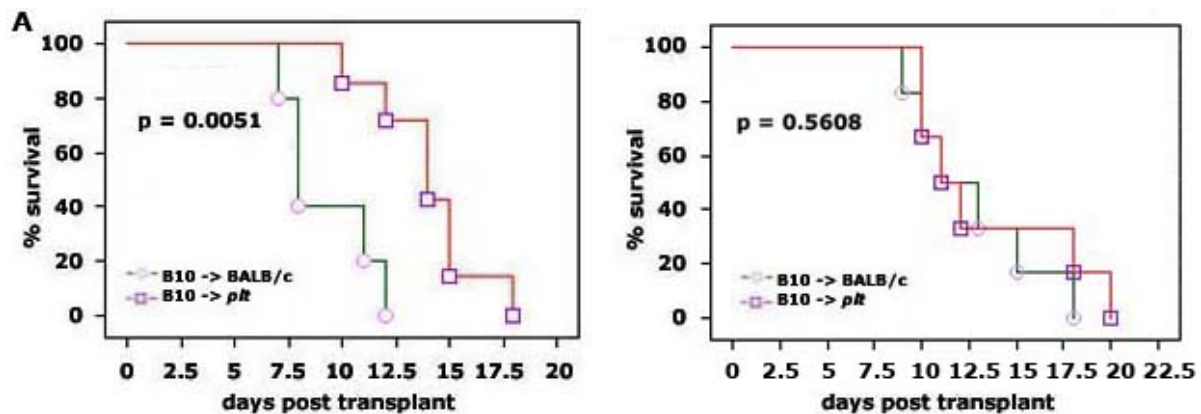 A
% survival
100
80
60
40
20
0
p = 0.0051
B10 -> BALB/c
B10 -> plt
0 2.5 5 7.5 10 12.5 15 17.5 20
days post transplant
% survival
100
80
60
40
20
0
p = 0.5608
B10 -> BALB/c
B10 -> plt
0 2.5 5 7.5 10 12.5 15 17.5 20 22.5
days post transplant